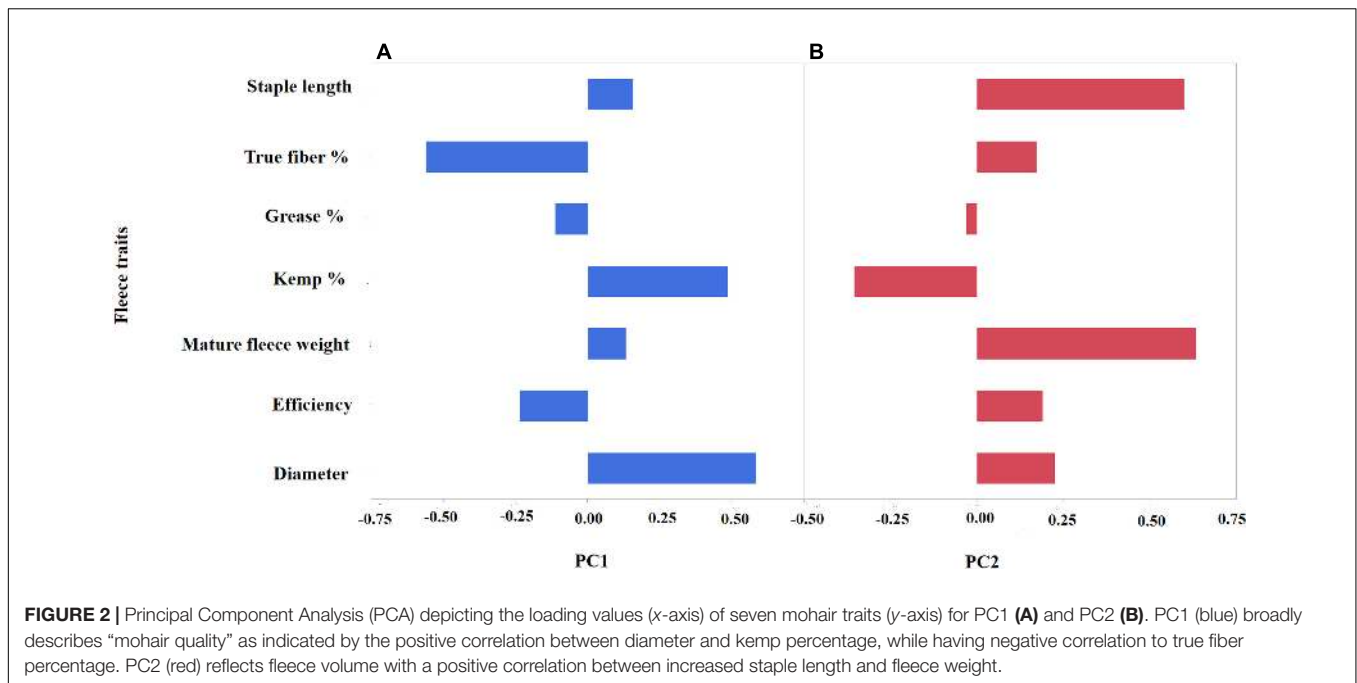 A
B
Staple length
True fiber %
Grease %
Kemp %
Mature fleece weight
Efficiency
Diameter
Fleece traits
-0.75 -0.50 -0.25 0.00 0.25 0.50 -0.50 -0.25 0.00 0.25 0.50 0.75
PC1
PC2
FIGURE 2 | Principal Component Analysis (PCA) depicting the loading values (x-axis) of seven mohair traits (y-axis) for PC1 (A) and PC2 (B). PC1 (blue) broadly
describes “mohair quality” as indicated by the positive correlation between diameter and kemp percentage, while having negative correlation to true fiber
percentage. PC2 (red) reflects fleece volume with a positive correlation between increased staple length and fleece weight.